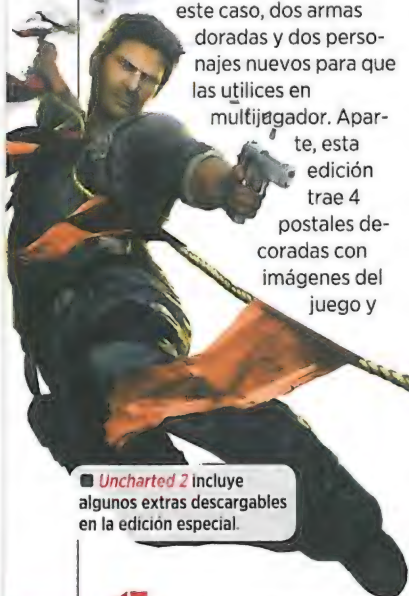 este caso, dos armas
doradas y dos perso-
najes nuevos para que
las utilices en
multijugador. Apar-
te, esta
edición
trae 4
postales de-
coradas con
imágenes del
juego y
Uncharted 2 incluye
algunos extras descargables
en la edición especial.